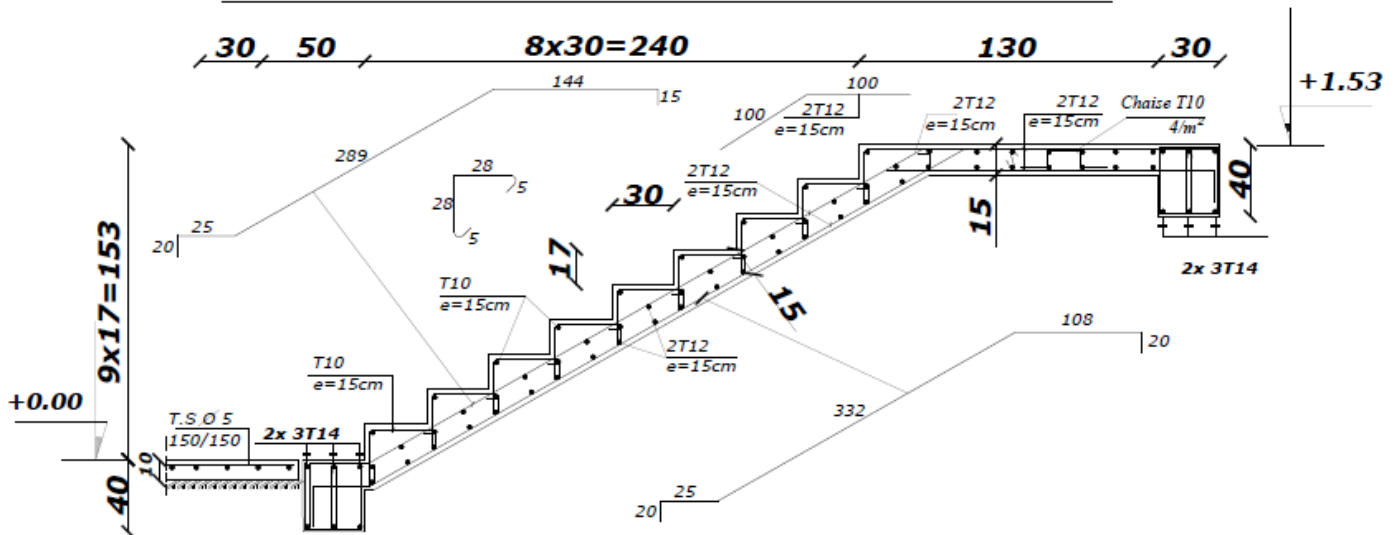 30 50 8x30=240 130 30
144
15
100
100
2T12
e=15cm
2T12
e=15cm
2T12
e=15cm
Chaise T10
4/m²
+1.53
289
28
28
5
5
2T12
e=15cm
30
40
15
25
20
17
9x17=153
T10
e=15cm
15
2x 3T14
108
20
2T12
e=15cm
T10
e=15cm
332
+0.00
T.S Ø 5
150/150
2x 3T14
10
40
25
20